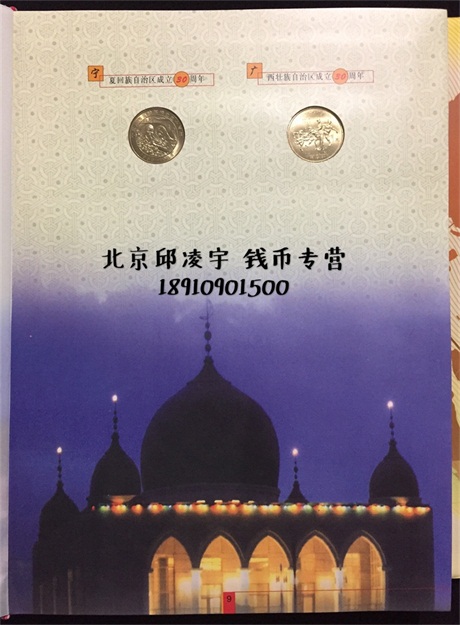 宁夏回族自治区成立30周年
广西壮族自治区成立30周年
北京邱凌宇 钱币专营
18910901500
9